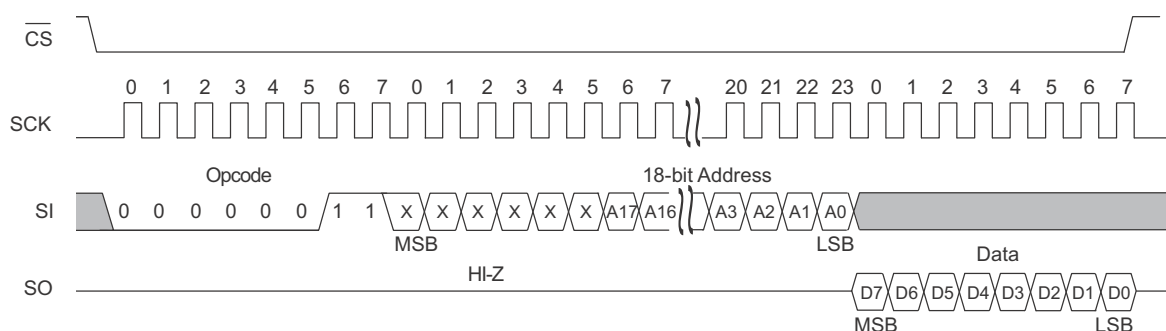 CS
0 1 2 3 4 5 6 7 0 1 2 3 4 5 6 7 20 21 22 23 0 1 2 3 4 5 6 7
SCK
Opcode 18-bit Address
SI 0 0 0 0 0 0 1 1 X X X X X X A17 A16 A3 A2 A1 A0
MSB LSB
HI-Z Data
SO D7 D6 D5 D4 D3 D2 D1 D0
MSB LSB